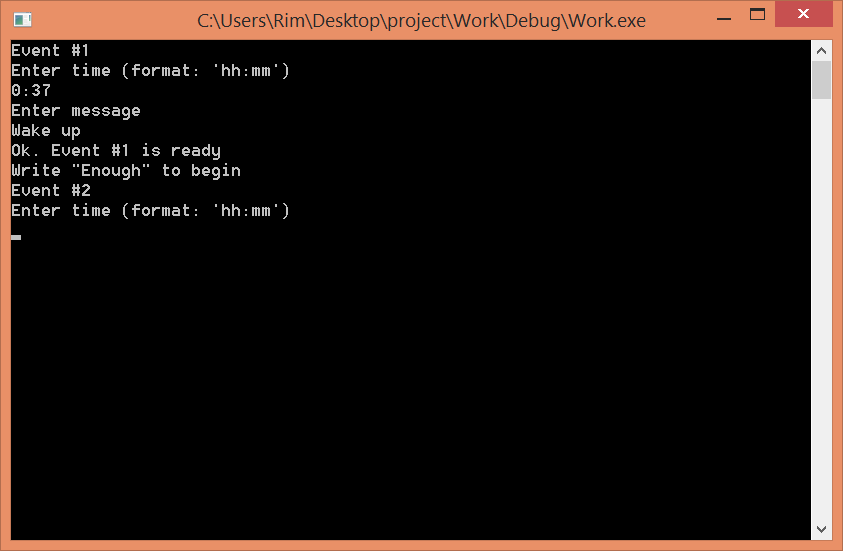 C:\Users\Rim\Desktop\project\Work\Debug\Work.exe
Event #1
Enter time (format: 'hh:mm')
0:37
Enter message
Wake up
Ok. Event #1 is ready
Write "Enough" to begin
Event #2
Enter time (format: 'hh:mm')